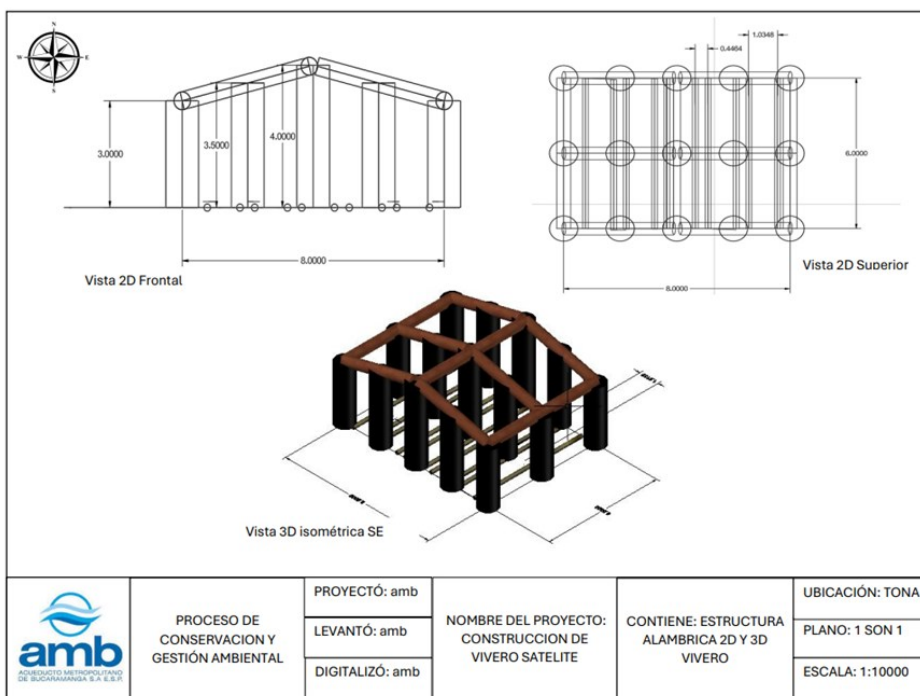 N
W
E
S
3.0000
3.5000
4.0000
8.0000
Vista 2D Frontal
1.0348
0.4464
6.0000
8.0000
Vista 2D Superior
Vista 3D isométrica SE
amb
ACUEDUCTO METROPOLITANO
DE BUCARAMANGA S.A E.S.P.
PROCESO DE
CONSERVACION Y
GESTIÓN AMBIENTAL
PROYECTÓ: amb
LEVANTÓ: amb
DIGITALIZÓ: amb
NOMBRE DEL PROYECTO:
CONSTRUCCION DE
VIVERO SATELITE
CONTIENE: ESTRUCTURA
ALAMBRICA 2D Y 3D
VIVERO
UBICACIÓN: TONA
PLANO: 1 SON 1
ESCALA: 1:10000